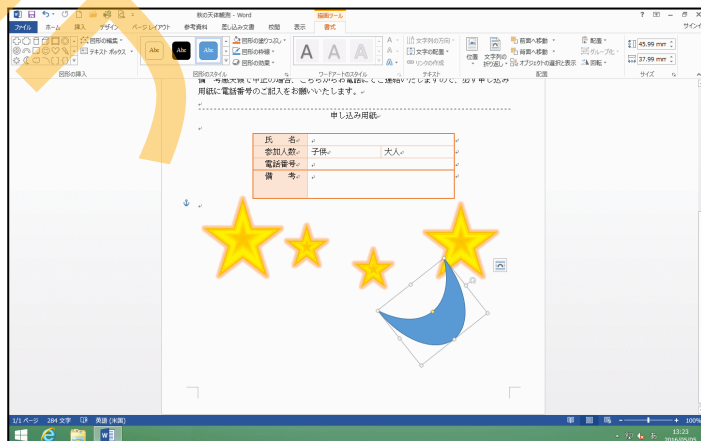 秋の天体観測 - Word
描画ツール
サインイ
ファイル ホーム 挿入 デザイン ページ レイアウト 参考資料 差し込み文書 校閲 表示 書式
図形の編集
テキスト ボックス
Abc Abc Abc
図形の塗りつぶし
図形の枠線
図形の効果
A A A
文字列の方向
文字の配置
リンクの作成
位置
文字列の
折り返し
前面へ移動
背面へ移動
オブジェクトの選択と表示
配置
グループ化
回転
45.99 mm
37.99 mm
図形の挿入 図形のスタイル ワードアートのスタイル テキスト 配置 サイズ
用紙に電話番号のご記入をお願いいたします。
申し込み用紙
氏 名
参加人数 子供 大人
電話番号
備 考
1/1 ページ 284 文字 英語 (米国) 100%
13:23
2016/05/05